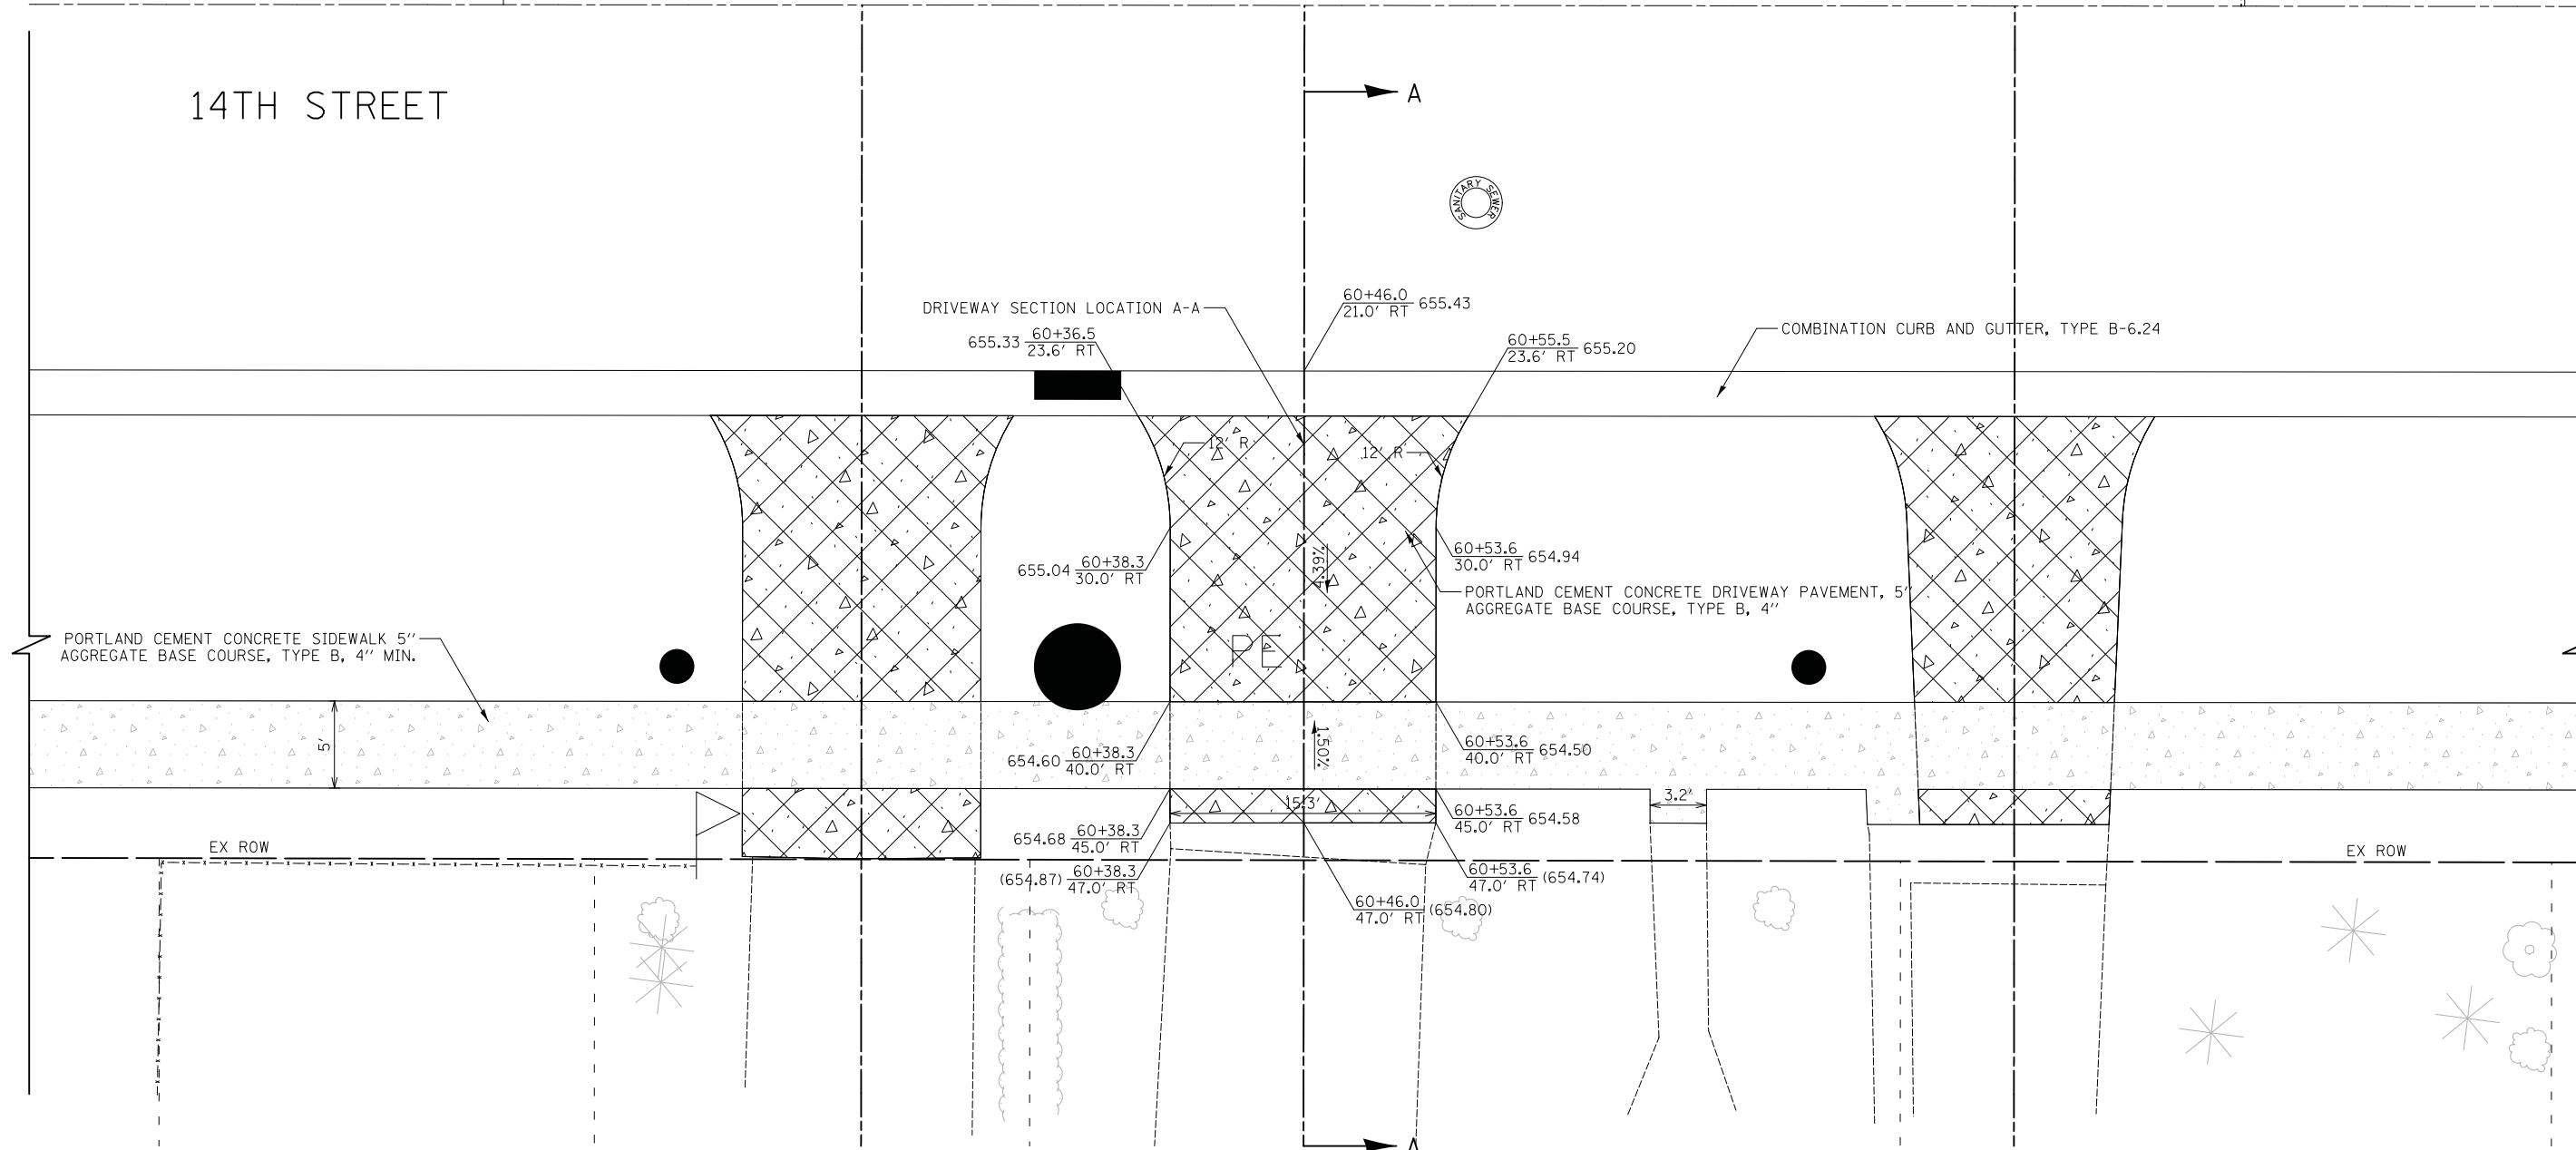 14TH STREET
A
SANITARY SEWER
DRIVEWAY SECTION LOCATION A-A
60+46.0
21.0' RT
655.43
655.33
60+36.5
23.6' RT
60+55.5
23.6' RT
655.20
COMBINATION CURB AND GUTTER, TYPE B-6.24
12' R
12' R
4.39%
655.04
60+38.3
30.0' RT
60+53.6
30.0' RT
654.94
PORTLAND CEMENT CONCRETE DRIVEWAY PAVEMENT, 5"
AGGREGATE BASE COURSE, TYPE B, 4"
PORTLAND CEMENT CONCRETE SIDEWALK 5"
AGGREGATE BASE COURSE, TYPE B, 4" MIN.
PE
5'
1.50%
654.60
60+38.3
40.0' RT
60+53.6
40.0' RT
654.50
15.3'
3.2'
654.68
60+38.3
45.0' RT
60+53.6
45.0' RT
654.58
EX ROW
EX ROW
(654.87)
60+38.3
47.0' RT
60+53.6
47.0' RT
(654.74)
60+46.0
47.0' RT
(654.80)
A